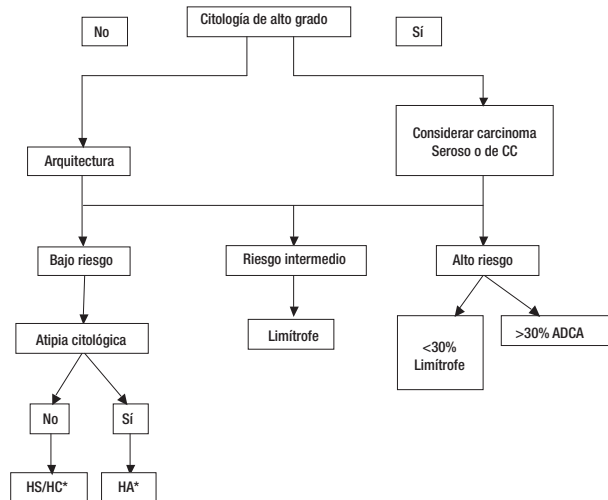 Citología de alto grado
No
Sí
Arquitectura
Considerar carcinoma
Seroso o de CC
Bajo riesgo
Riesgo intermedio
Alto riesgo
Atipia citológica
Limítrofe
<30%
Limítrofe
>30% ADCA
No
Sí
HS/HC*
HA*